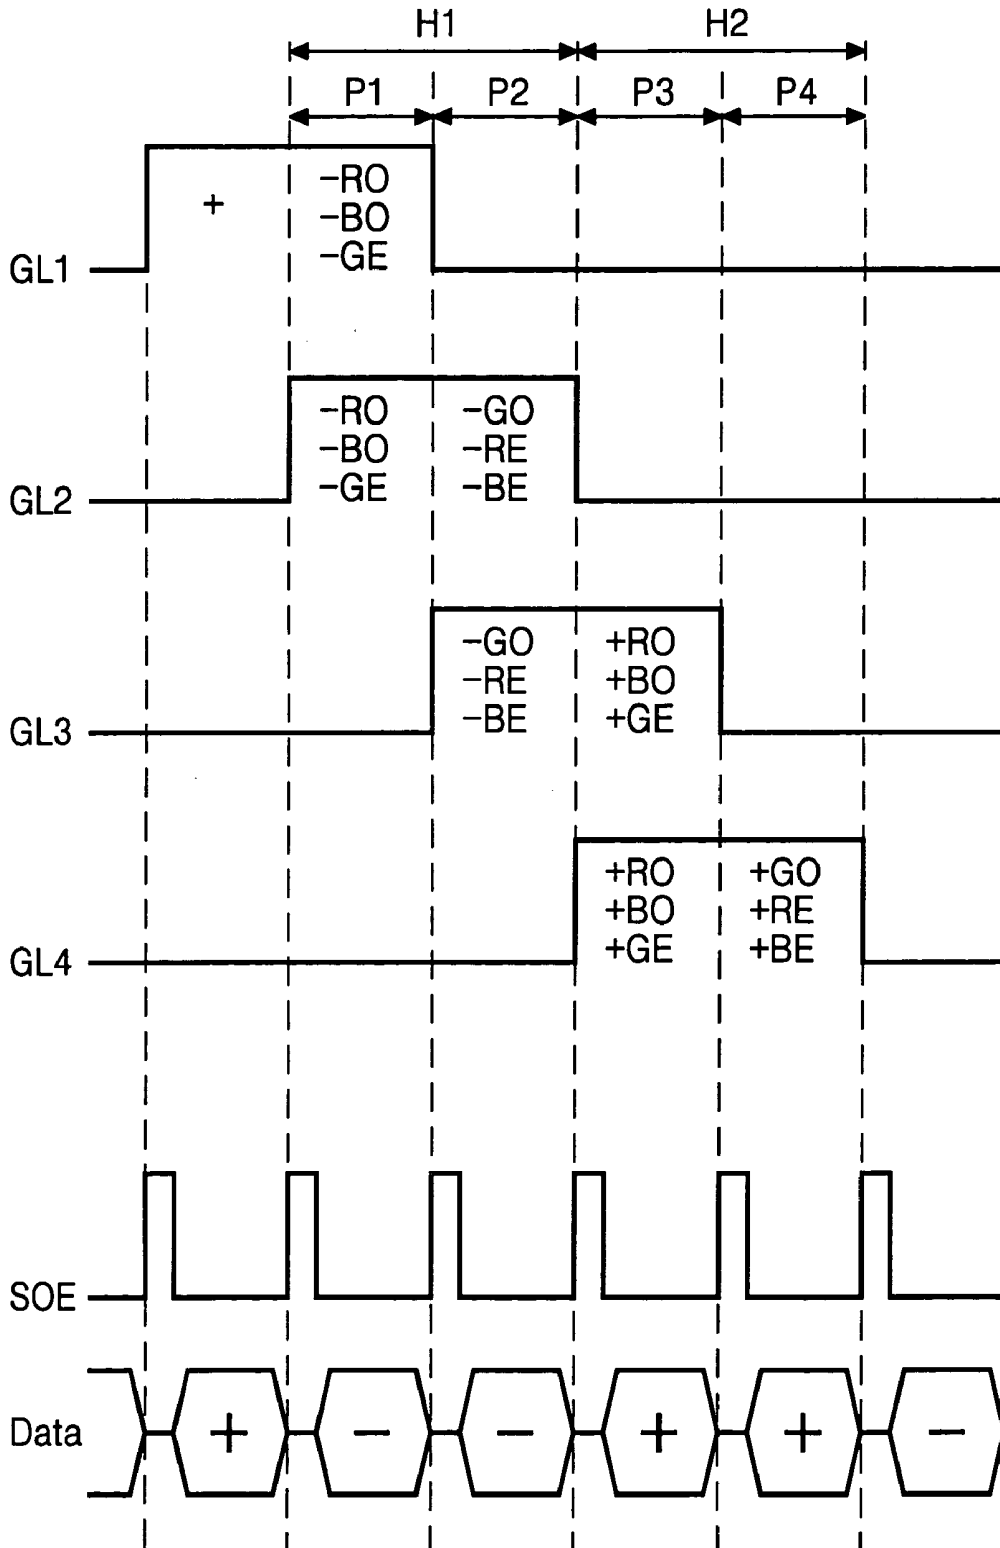 H1 H2
P1 P2 P3 P4
+ −RO
−BO
−GE
GL1
−RO −GO
−BO −RE
−GE −BE
GL2
−GO +RO
−RE +BO
−BE +GE
GL3
+RO +GO
+BO +RE
+GE +BE
GL4
SOE
Data + − − + + −